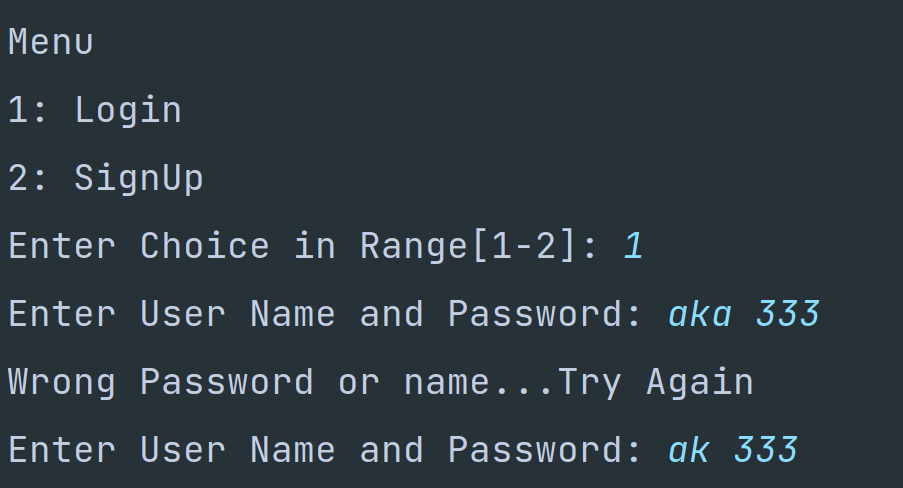 Menu
1: Login
2: SignUp
Enter Choice in Range[1-2]: 1
Enter User Name and Password: aka 333
Wrong Password or name...Try Again
Enter User Name and Password: ak 333